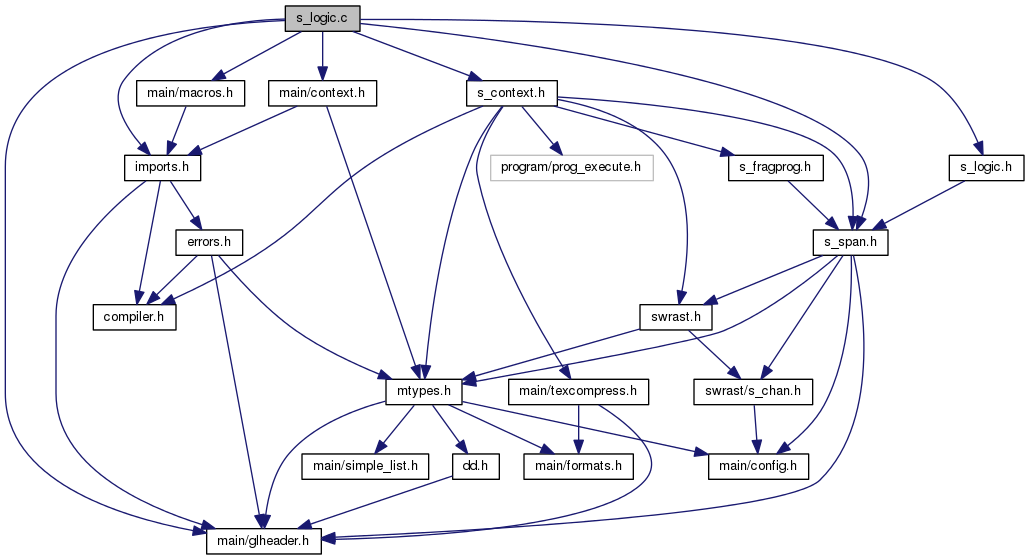 s_logic.c
main/macros.h
main/context.h
s_context.h
imports.h
program/prog_execute.h
s_fragprog.h
s_logic.h
errors.h
s_span.h
compiler.h
swrast.h
mtypes.h
main/texcompress.h
swrast/s_chan.h
main/simple_list.h
dd.h
main/formats.h
main/config.h
main/glheader.h